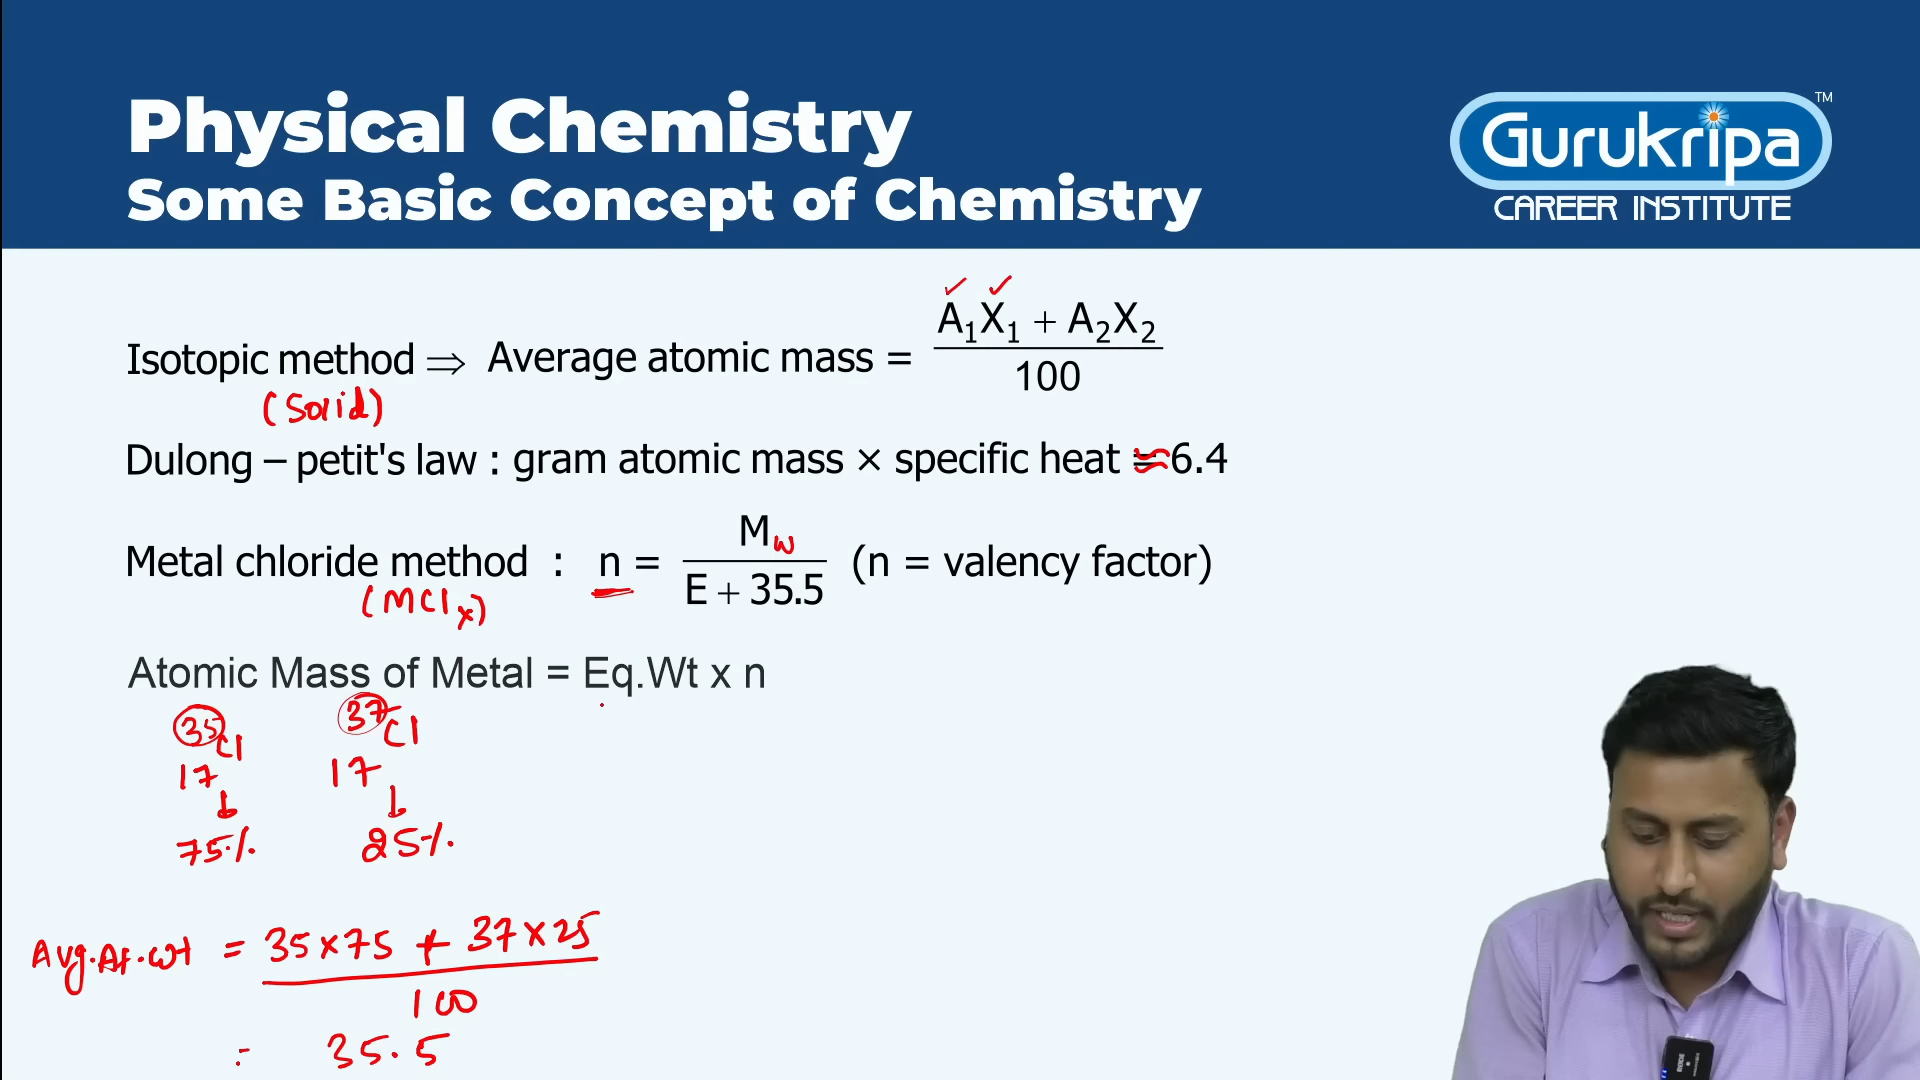 Physical Chemistry
Some Basic Concept of Chemistry
Gurukripa TM
CAREER INSTITUTE
Isotopic method ⇒ Average atomic mass = (A₁X₁ + A₂X₂) / 100
(Solid)
Dulong – petit's law : gram atomic mass × specific heat ≈ 6.4
Metal chloride method : n = Mw / (E + 35.5) (n = valency factor)
(MClx)
Atomic Mass of Metal = Eq.Wt x n
35 Cl 17 37 Cl 17
↓ ↓
75% 25%
Avg.At.wt = (35×75 + 37×25) / 100
= 35.5